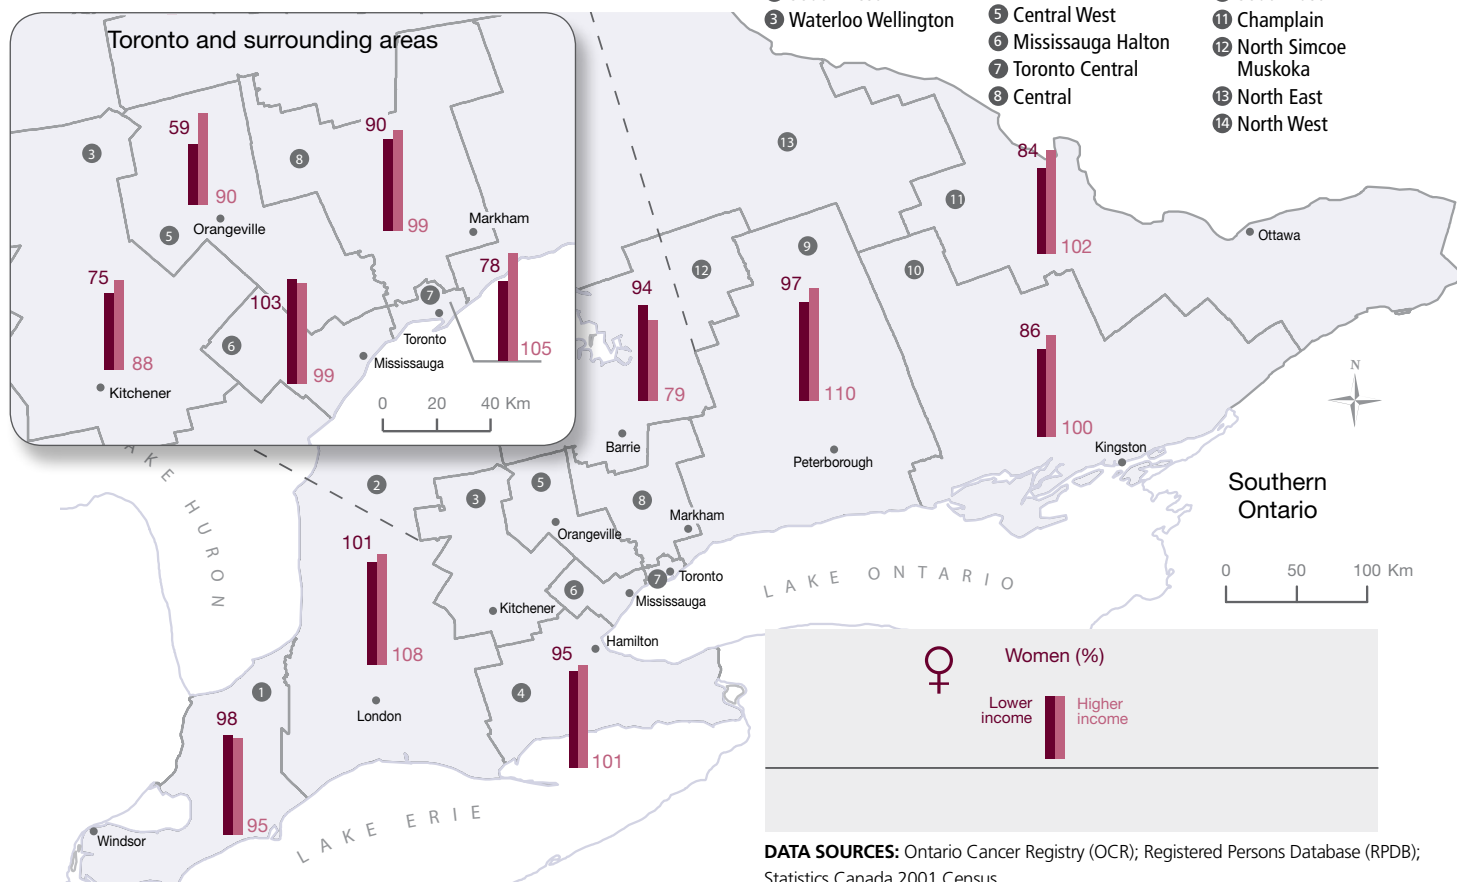 3 Waterloo Wellington
5 Central West
6 Mississauga Halton
7 Toronto Central
8 Central
11 Champlain
12 North Simcoe
Muskoka
13 North East
14 North West
Toronto and surrounding areas
3
59
90
5
Orangeville
8
90
99
Markham
75
88
Kitchener
103
99
6
Mississauga
7
Toronto
78
105
0 20 40 Km
13
11
84
102
Ottawa
12
9
10
94
79
Barrie
97
110
Peterborough
86
100
Kingston
N
Southern
Ontario
0 50 100 Km
LAKE HURON
2
3
5
8
Orangeville
Markham
101
108
London
Kitchener
6
7
Toronto
Mississauga
Hamilton
LAKE ONTARIO
95
101
4
1
98
95
Windsor
LAKE ERIE
Women (%)
Lower
income
Higher
income
DATA SOURCES: Ontario Cancer Registry (OCR); Registered Persons Database (RPDB);
Statistics Canada 2001 Census